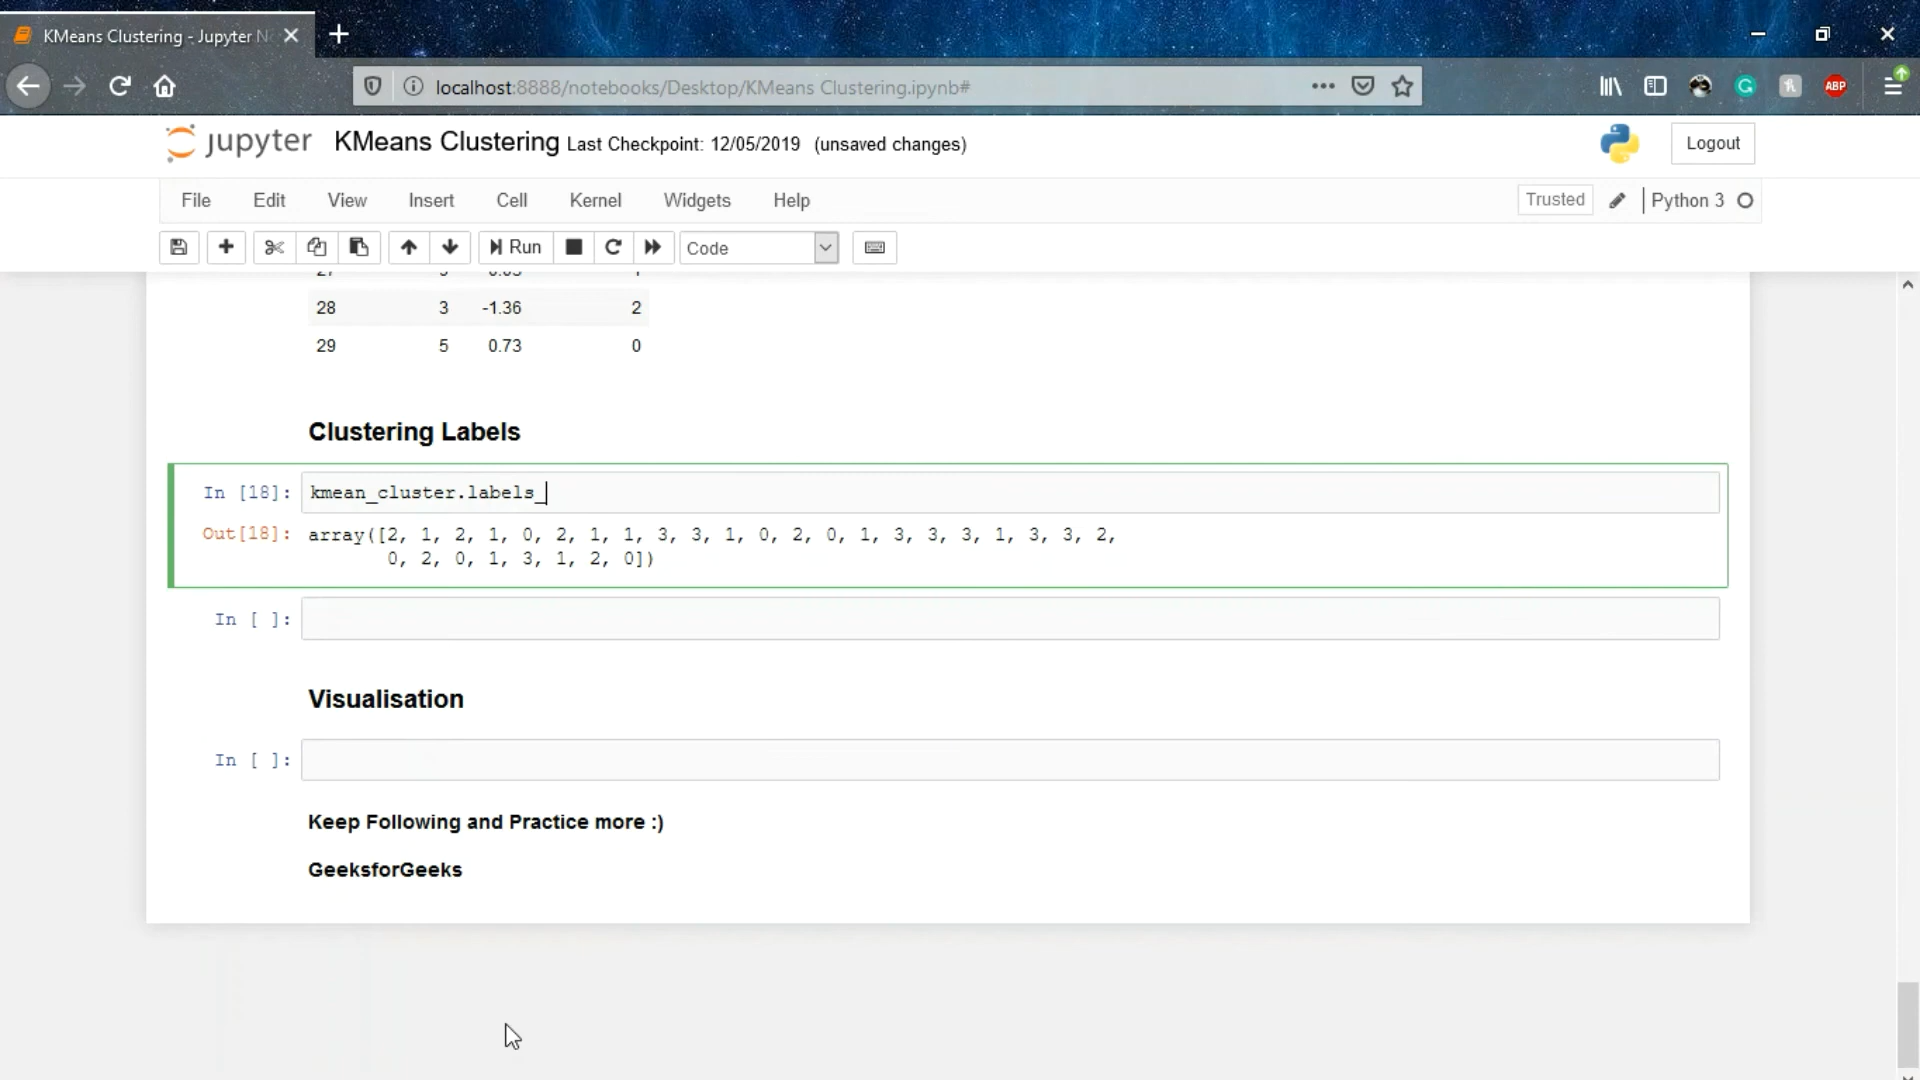 KMeans Clustering - Jupyter N
localhost:8888/notebooks/Desktop/KMeans Clustering.ipynb#
ABP
jupyter KMeans Clustering Last Checkpoint: 12/05/2019 (unsaved changes)
Logout
File Edit View Insert Cell Kernel Widgets Help
Trusted Python 3
Run Code
28 3 -1.36 2
29 5 0.73 0
Clustering Labels
In [18]: kmean_cluster.labels_
Out[18]: array([2, 1, 2, 1, 0, 2, 1, 1, 3, 3, 1, 0, 2, 0, 1, 3, 3, 3, 1, 3, 3, 2,
0, 2, 0, 1, 3, 1, 2, 0])
In [ ]:
Visualisation
In [ ]:
Keep Following and Practice more :)
GeeksforGeeks